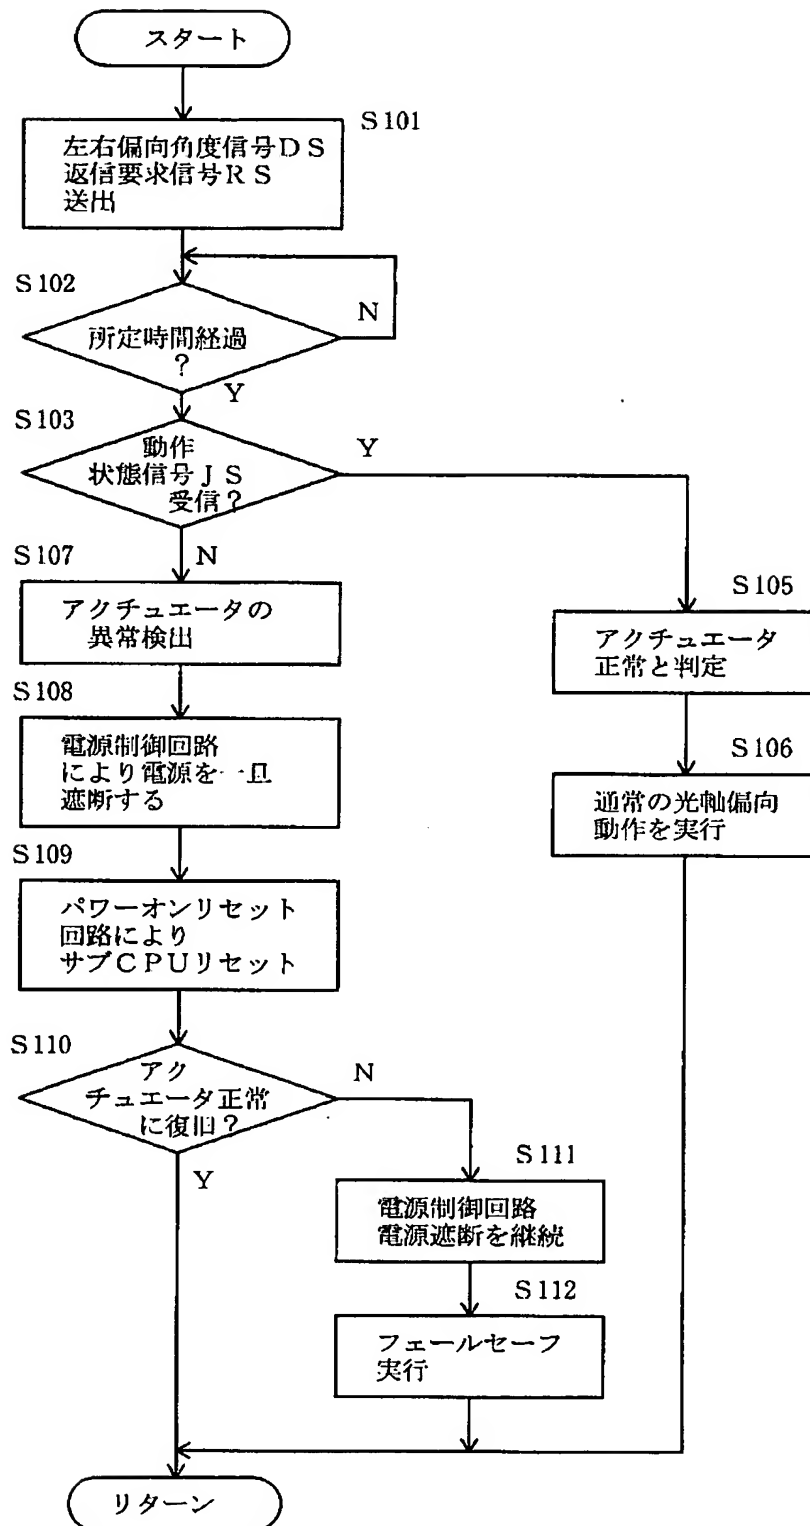 スタート
S101
左右偏向角度信号DS
返信要求信号RS
送出
S102
所定時間経過
?
N
Y
S103
動作
状態信号JS
受信?
Y
N
S107
アクチュエータの
異常検出
S105
アクチュエータ
正常と判定
S108
電源制御回路
により電源を一旦
遮断する
S106
通常の光軸偏向
動作を実行
S109
パワーオンリセット
回路により
サブCPUリセット
S110
アク
チュエータ正常
に復旧?
N
Y
S111
電源制御回路
電源遮断を継続
S112
フェールセーフ
実行
リターン